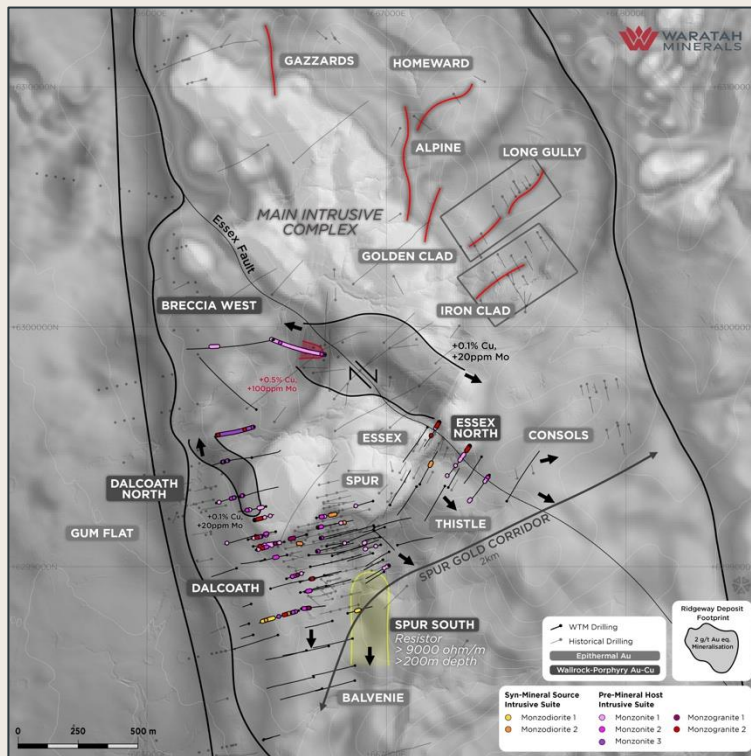 WARATAH
MINERALS
GAZZARDS
HOMEWARD
ALPINE
LONG GULLY
MAIN INTRUSIVE
COMPLEX
GOLDEN CLAD
Essex Fault
IRON CLAD
BRECCIA WEST
6300000N
+0.1% Cu,
+20ppm Mo
+0.5% Cu,
+100ppm Mo
ESSEX
ESSEX
NORTH
CONSOLS
DALCOATH
NORTH
SPUR
+0.1% Cu,
+20ppm Mo
THISTLE
GUM FLAT
SPUR GOLD CORRIDOR
2km
DALCOATH
SPUR SOUTH
Resistor
> 9000 ohm/m
>200m depth
BALVENIE
WTM Drilling
Historical Drilling
Epithermal Au
Wallrock-Porphyry Au-Cu
Ridgeway Deposit
Footprint
2 g/t Au eq.
Mineralisation
Syn-Mineral Source
Intrusive Suite
Monzodiorite 1
Monzodiorite 2
Pre-Mineral Host
Intrusive Suite
Monzonite 1
Monzonite 2
Monzonite 3
Monzogranite 1
Monzogranite 2
0 250 500 m